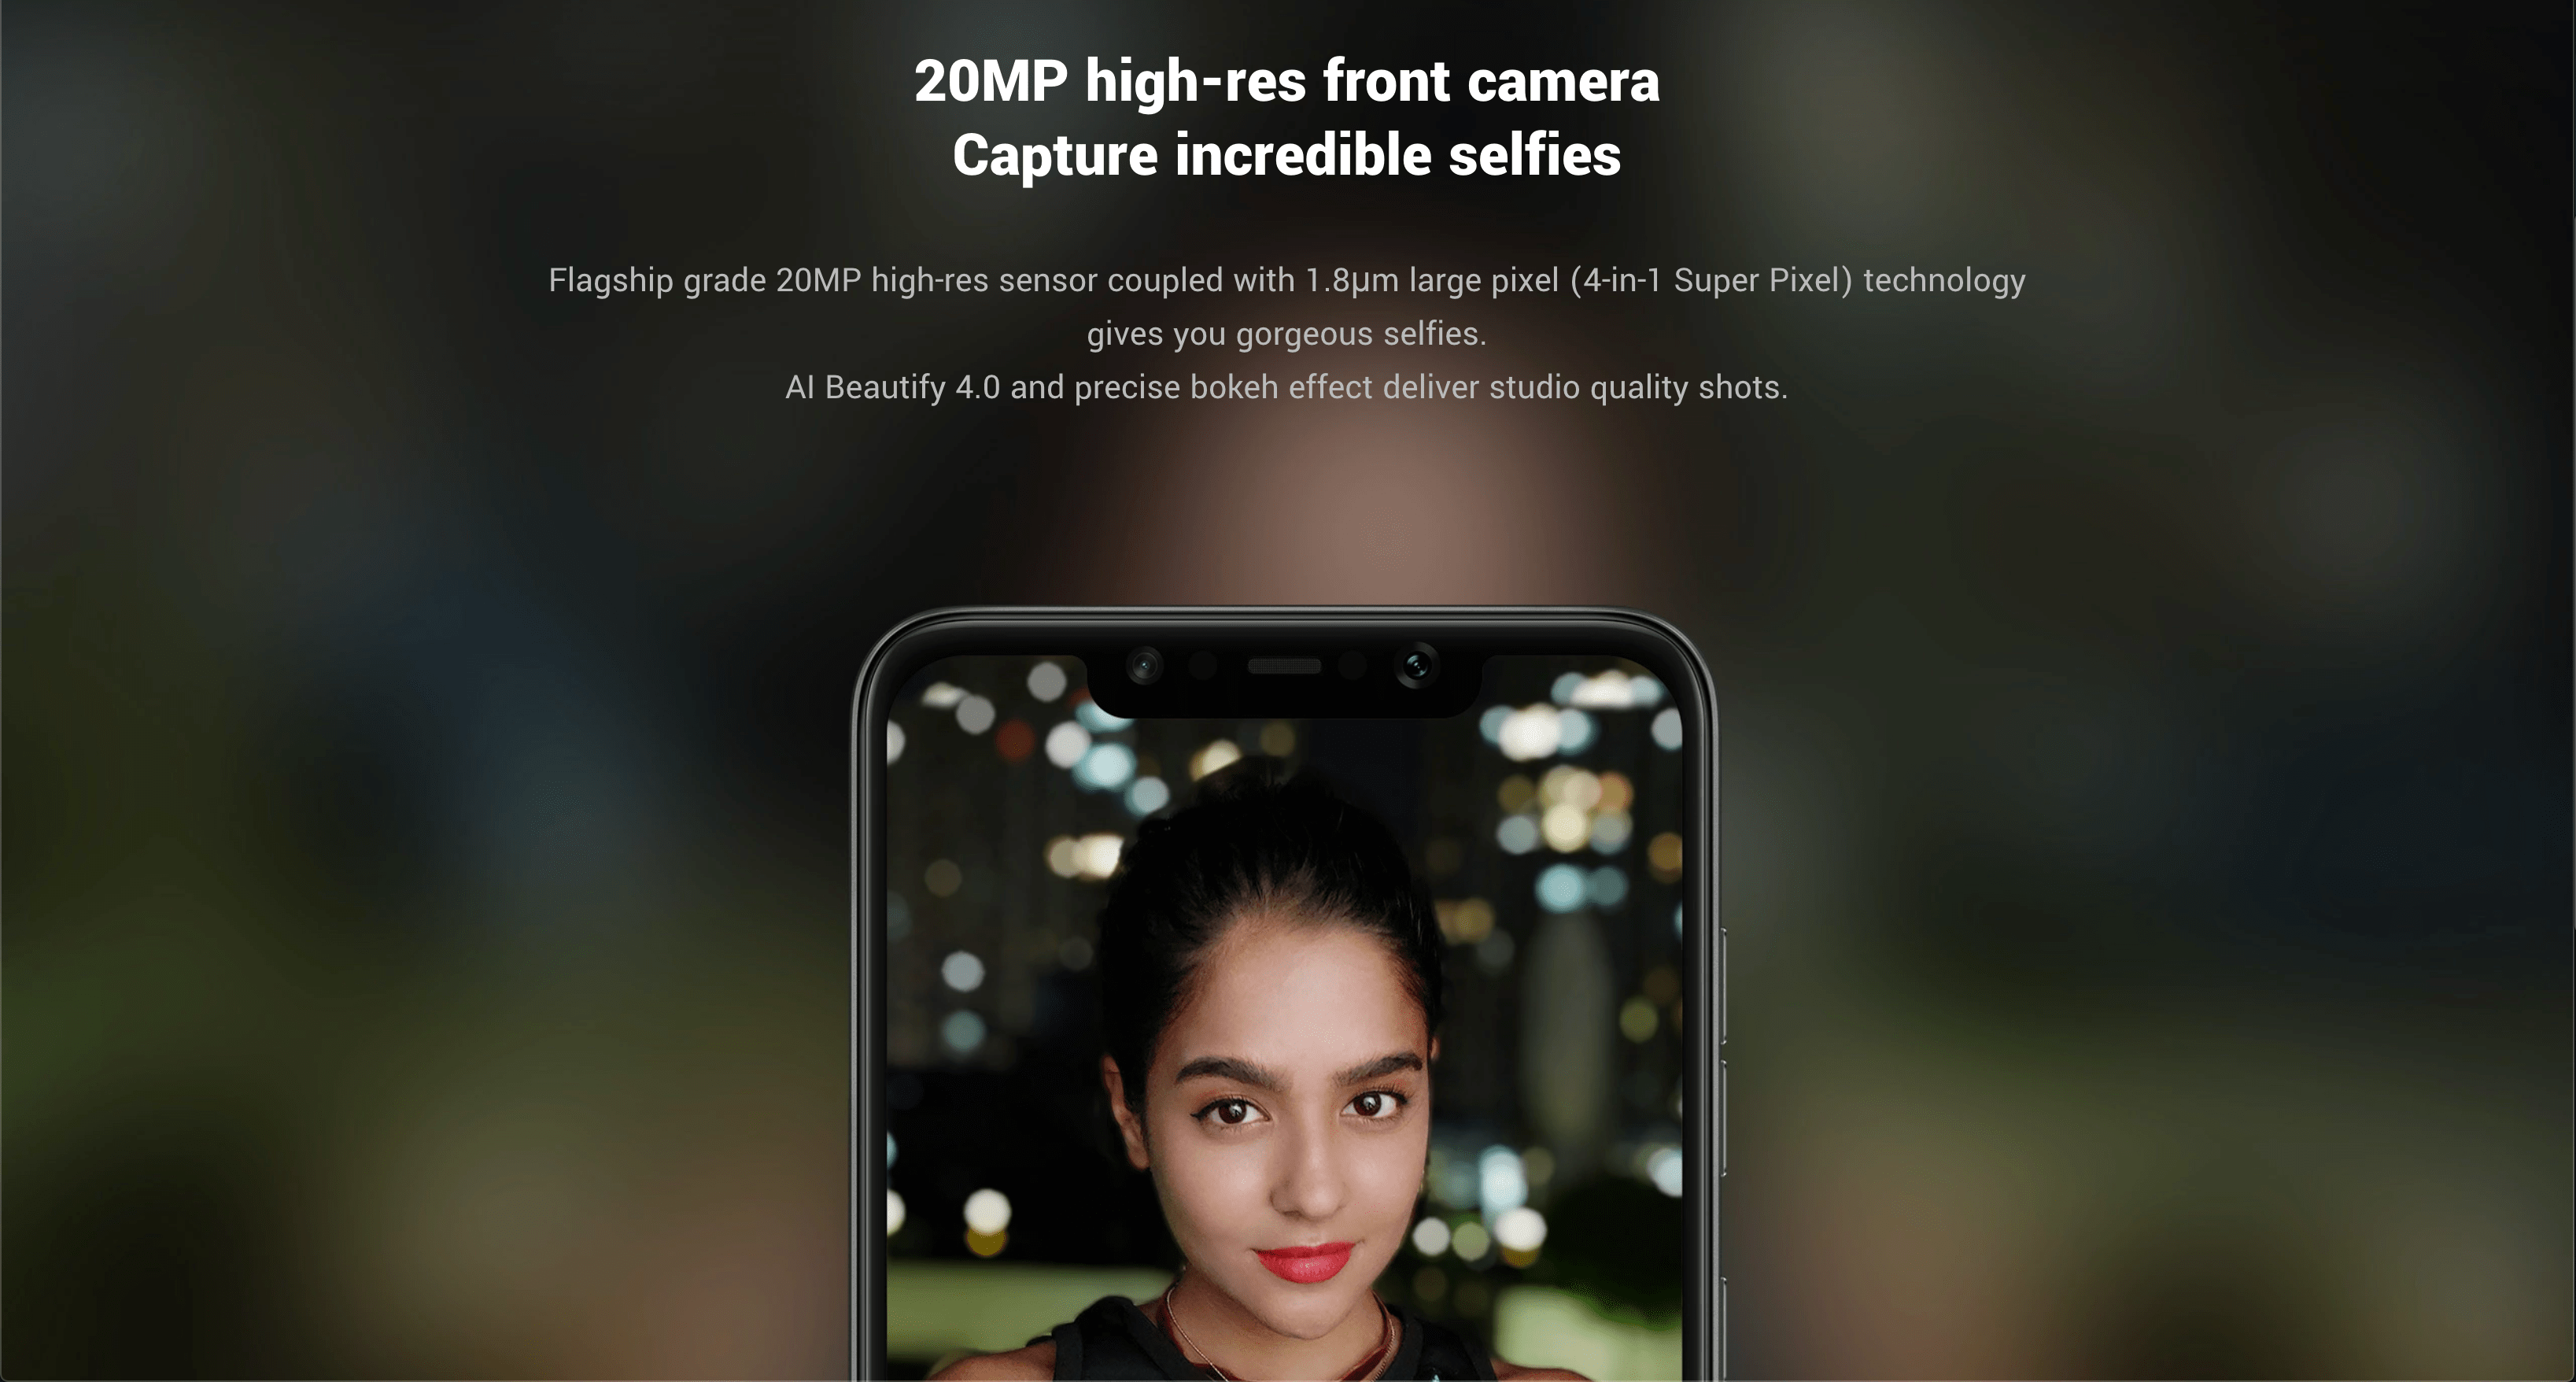 20MP high-res front camera
Capture incredible selfies
Flagship grade 20MP high-res sensor coupled with 1.8μm large pixel (4-in-1 Super Pixel) technology
gives you gorgeous selfies.
AI Beautify 4.0 and precise bokeh effect deliver studio quality shots.